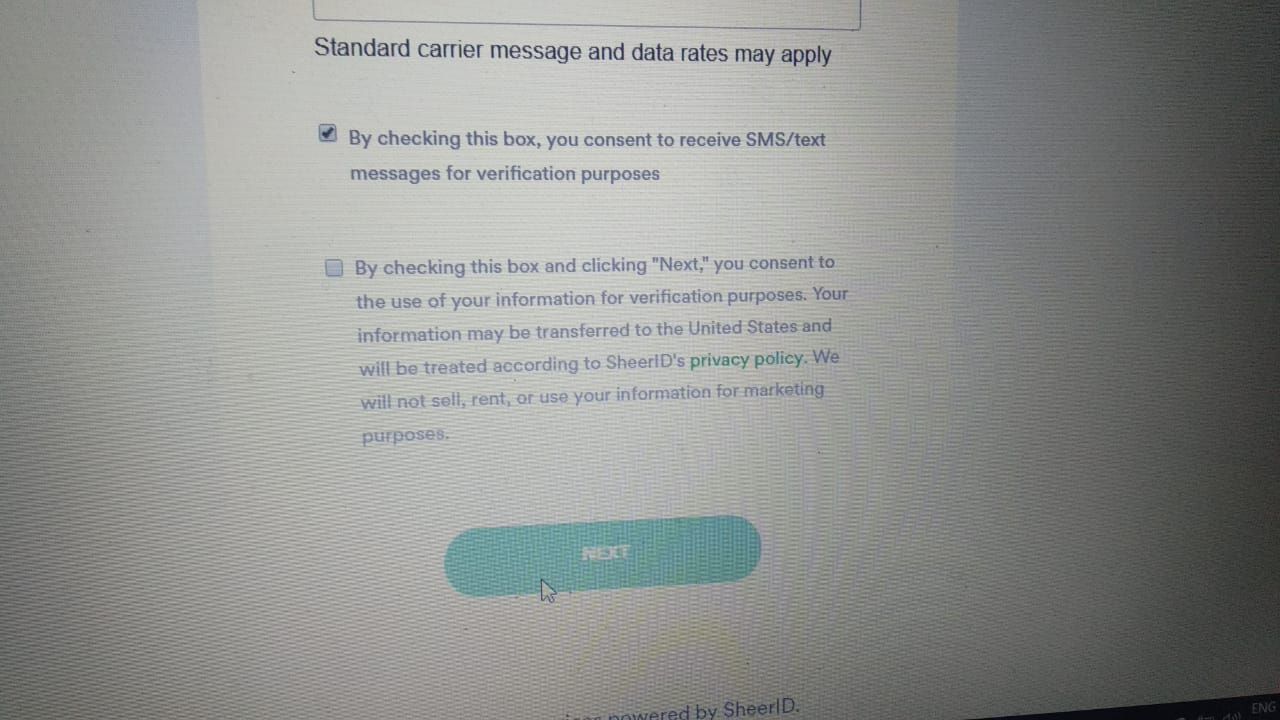 Standard carrier message and data rates may apply
By checking this box, you consent to receive SMS/text
messages for verification purposes
By checking this box and clicking "Next," you consent to
the use of your information for verification purposes. Your
information may be transferred to the United States and
will be treated according to SheerID's privacy policy. We
will not sell, rent, or use your information for marketing
purposes.
NEXT
powered by SheerID.
ENG